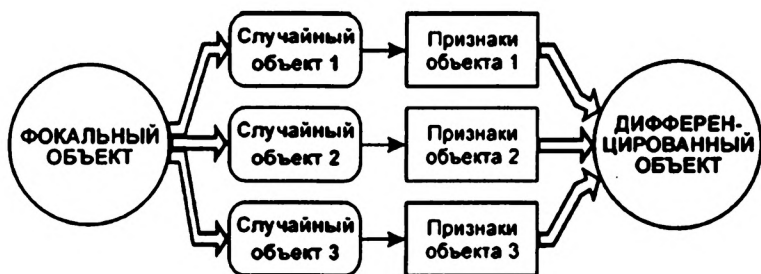 ФОКАЛЬНЫЙ
ОБЪЕКТ
Случайный
объект 1
Признаки
объекта 1
Случайный
объект 2
Признаки
объекта 2
Случайный
объект 3
Признаки
объекта 3
ДИФФЕРЕН-
ЦИРОВАННЫЙ
ОБЪЕКТ